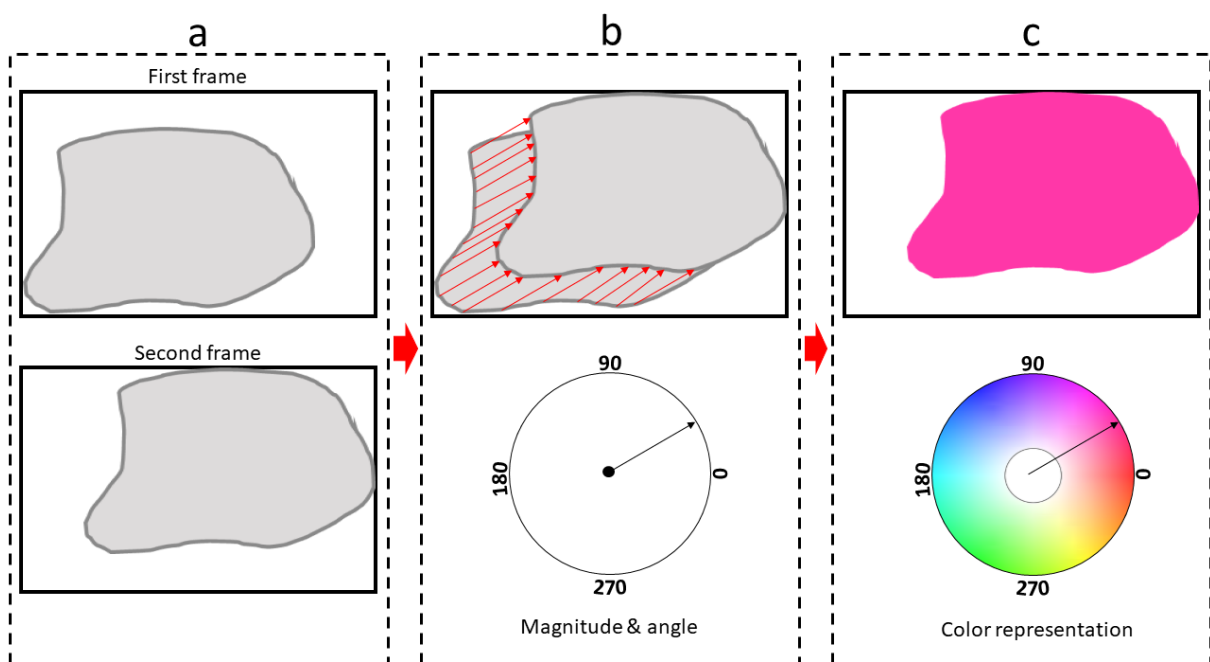 a
First frame
Second frame
b
90
180
0
270
Magnitude & angle
c
90
180
0
270
Color representation